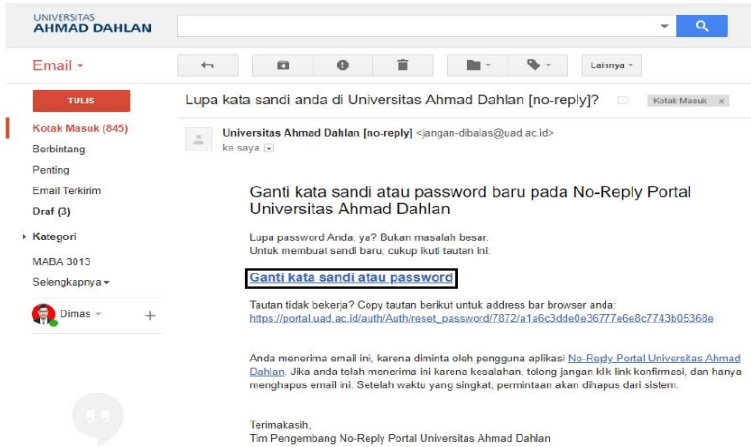 UNIVERSITAS
AHMAD DAHLAN
Email
Lainnya
TULIS
Lupa kata sandi anda di Universitas Ahmad Dahlan [no-reply]?
Kotak Masuk x
Kotak Masuk (845)
Berbintang
Penting
Email Terkirim
Draf (3)
Kategori
MABA 3013
Selengkapnya
Dimas
+
Universitas Ahmad Dahlan [no-reply] <jangan-dibalas@uad.ac.id>
ke saya
Ganti kata sandi atau password baru pada No-Reply Portal
Universitas Ahmad Dahlan
Lupa password Anda, ya? Bukan masalah besar.
Untuk membuat sandi baru, cukup ikuti tautan ini:
Ganti kata sandi atau password
Tautan tidak bekerja? Copy tautan berikut untuk address bar browser anda:
https://portal.uad.ac.id/auth/Auth/reset_password/7872/a1a6c3dde0e36777e6e8c7743b05368e
Anda menerima email ini, karena diminta oleh pengguna aplikasi No-Reply Portal Universitas Ahmad
Dahlan. Jika anda telah menerima ini karena kesalahan, tolong jangan klik link konfirmasi, dan hanya
menghapus email ini. Setelah waktu yang singkat, permintaan akan dihapus dari sistem.
Terimakasih,
Tim Pengembang No-Reply Portal Universitas Ahmad Dahlan